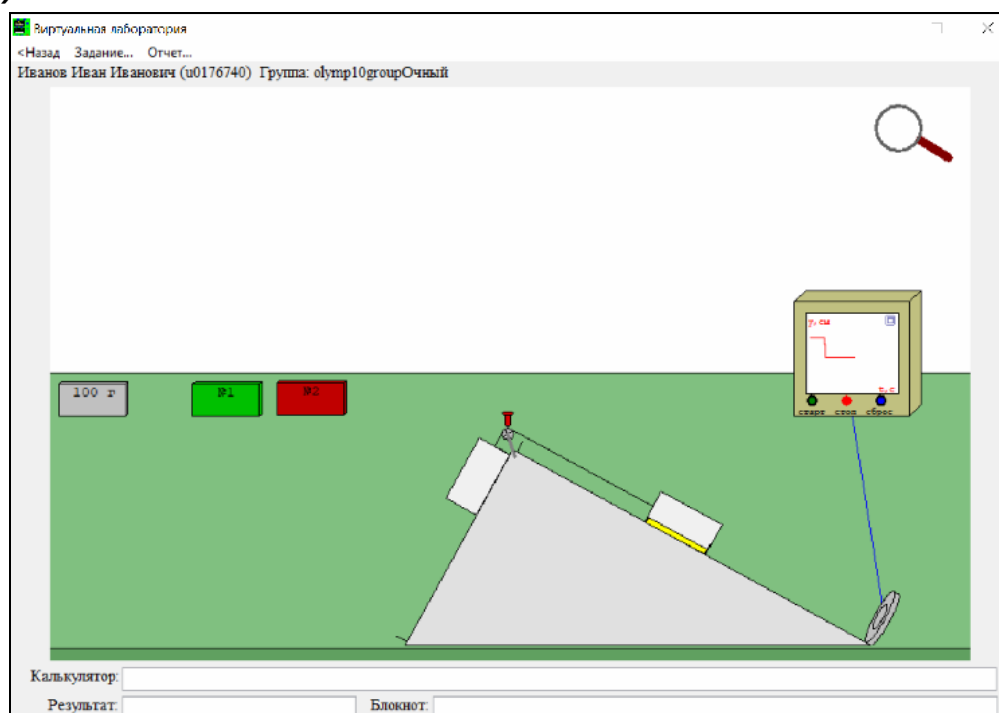 Виртуальная лаборатория
<Назад Задание... Отчет...
Иванов Иван Иванович (u0176740) Группа: olymp10groupОчный
y, см
t, с
старт стоп сброс
100 г
№1
№2
Калькулятор:
Результат:
Блокнот: